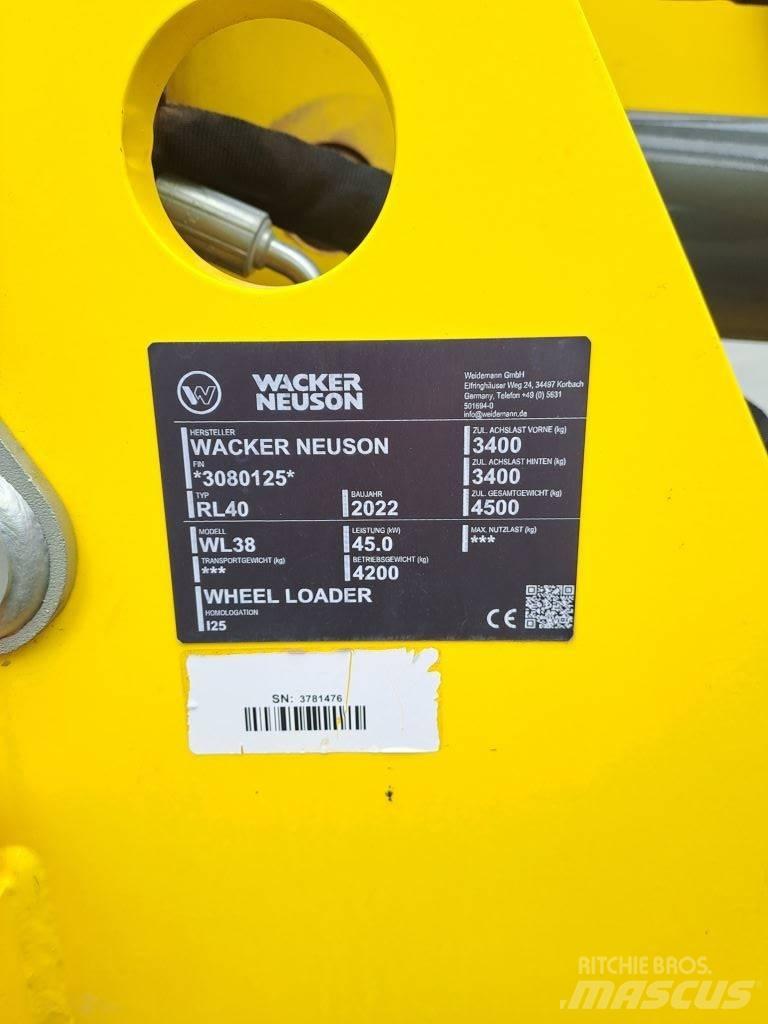 WACKER
NEUSON
Weidemann GmbH
Elfringhäuser Weg 24, 34497 Korbach
Germany, Telefon +49 (0) 5631
501694-0
info@weidemann.de
HERSTELLER
WACKER NEUSON
FIN
*3080125*
TYP
RL40
BAUJAHR
2022
ZUL. ACHSLAST VORNE (kg)
3400
ZUL. ACHSLAST HINTEN (kg)
3400
ZUL. GESAMTGEWICHT (kg)
4500
MODELL
WL38
LEISTUNG (kW)
45.0
MAX. NUTZLAST (kg)
***
TRANSPORTGEWICHT (kg)
***
BETRIEBSGEWICHT (kg)
4200
WHEEL LOADER
HOMOLOGATION
I25
CE
SN: 3781476
RITCHIE BROS.
MASCUS